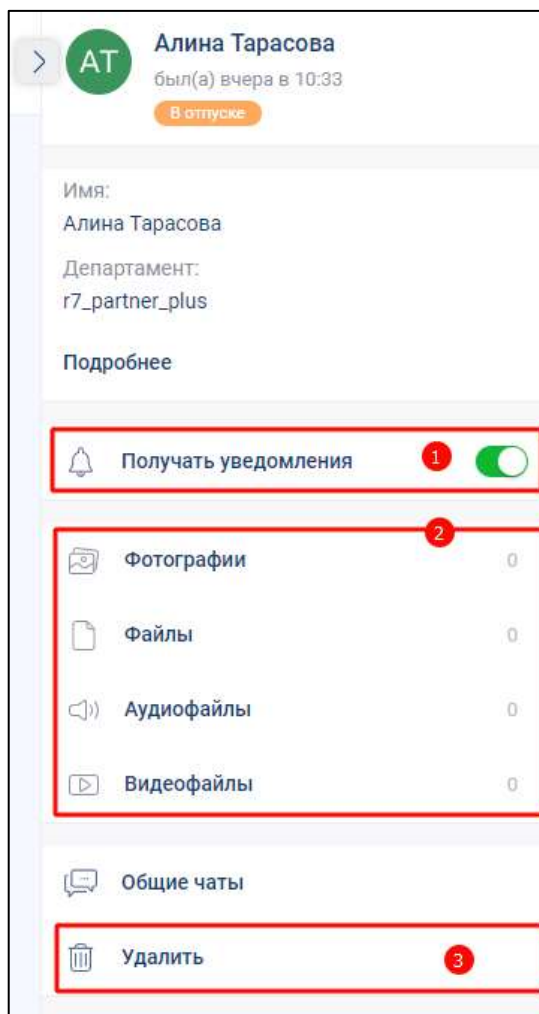 АТ
Алина Тарасова
был(а) вчера в 10:33
В отпуске
Имя:
Алина Тарасова
Департамент:
r7_partner_plus
Подробнее
Получать уведомления 1
2
Фотографии 0
Файлы 0
Аудиофайлы 0
Видеофайлы 0
Общие чаты
Удалить 3